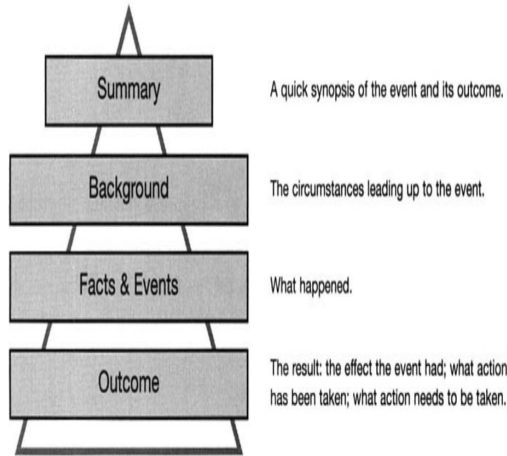 Summary
A quick synopsis of the event and its outcome.
Background
The circumstances leading up to the event.
Facts & Events
What happened.
Outcome
The result: the effect the event had; what action
has been taken; what action needs to be taken.